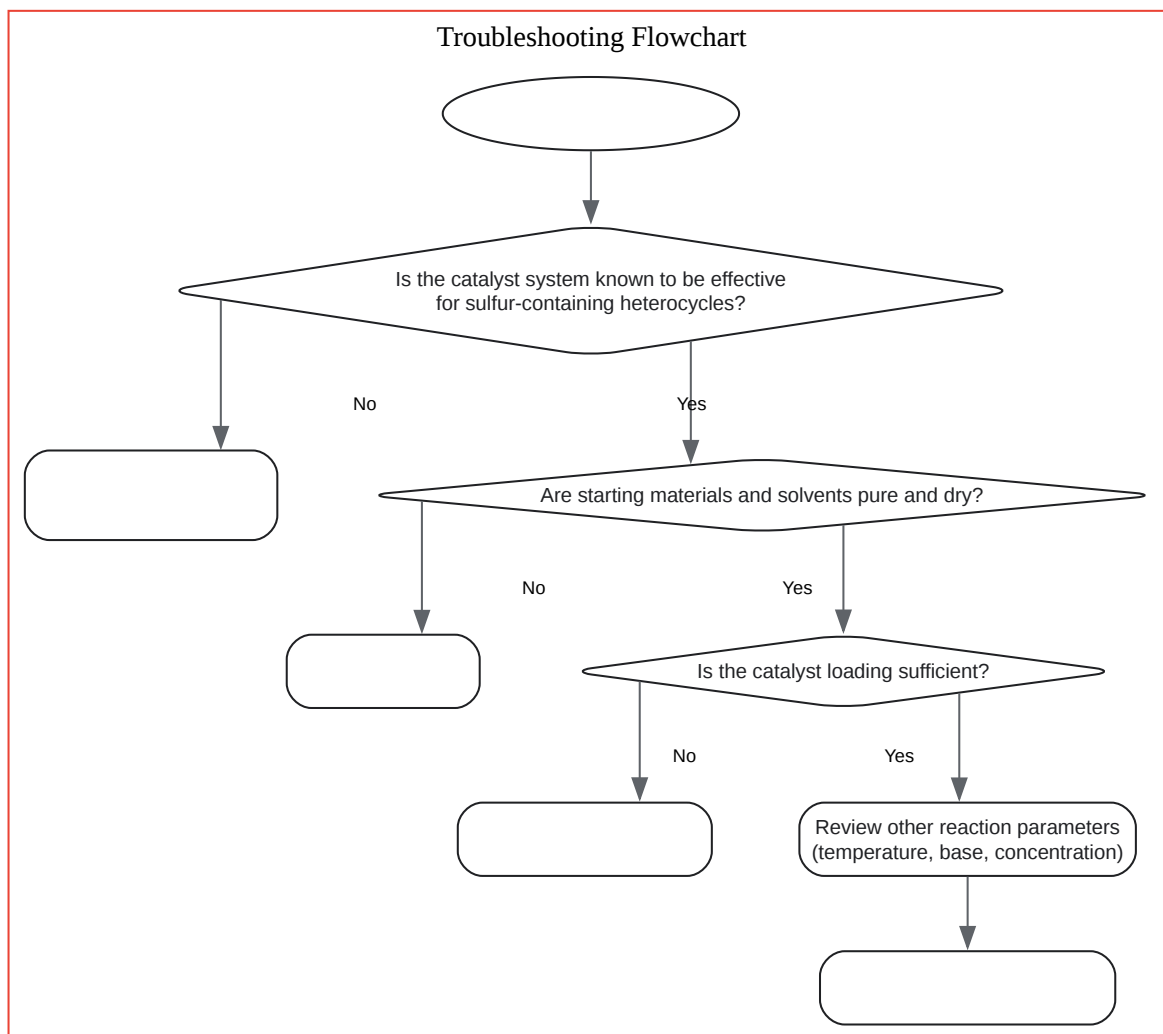 Troubleshooting Flowchart
Is the catalyst system known to be effective
for sulfur-containing heterocycles?
No
Yes
Are starting materials and solvents pure and dry?
No
Yes
Is the catalyst loading sufficient?
No
Yes
Review other reaction parameters
(temperature, base, concentration)